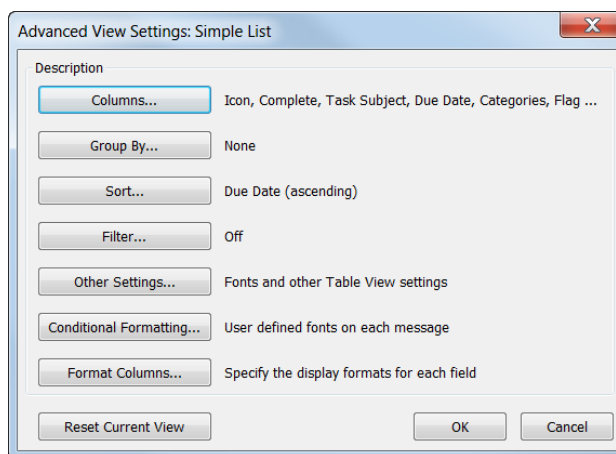 Advanced View Settings: Simple List
Description
Columns... Icon, Complete, Task Subject, Due Date, Categories, Flag ...
Group By... None
Sort... Due Date (ascending)
Filter... Off
Other Settings... Fonts and other Table View settings
Conditional Formatting... User defined fonts on each message
Format Columns... Specify the display formats for each field
Reset Current View OK Cancel